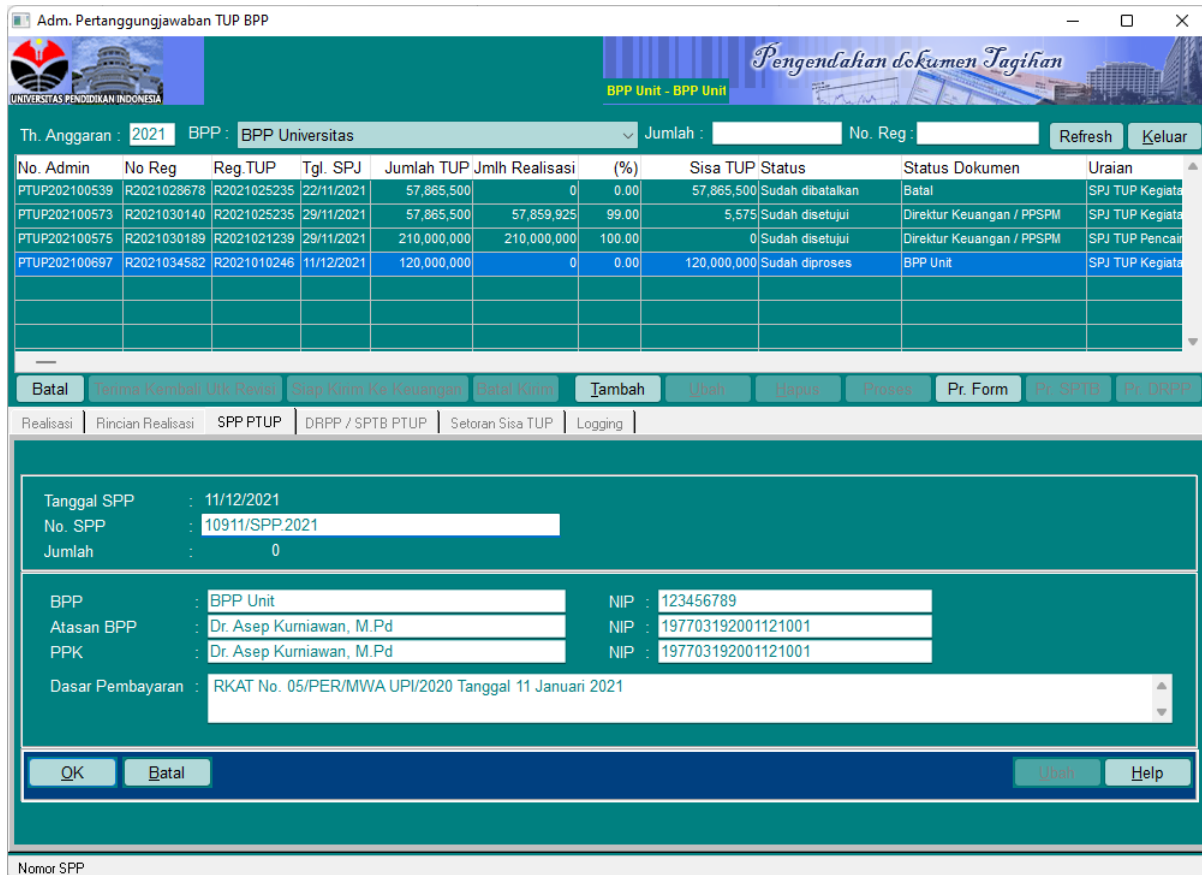 Adm. Pertanggungjawaban TUP BPP
UNIVERSITAS PENDIDIKAN INDONESIA
Pengendalian dokumen Tagihan
BPP Unit - BPP Unit
Th. Anggaran : 2021 BPP : BPP Universitas Jumlah : No. Reg : Refresh Keluar
No. Admin No Reg Reg.TUP Tgl. SPJ Jumlah TUP Jmlh Realisasi (%) Sisa TUP Status Status Dokumen Uraian
PTUP202100539 R2021028678 R2021025235 22/11/2021 57,865,500 0 0.00 57,865,500 Sudah dibatalkan Batal SPJ TUP Kegiata
PTUP202100573 R2021030140 R2021025235 29/11/2021 57,865,500 57,859,925 99.00 5,575 Sudah disetujui Direktur Keuangan / PPSPM SPJ TUP Kegiata
PTUP202100575 R2021030189 R2021021239 29/11/2021 210,000,000 210,000,000 100.00 0 Sudah disetujui Direktur Keuangan / PPSPM SPJ TUP Pencair
PTUP202100697 R2021034582 R2021010246 11/12/2021 120,000,000 0 0.00 120,000,000 Sudah diproses BPP Unit SPJ TUP Kegiata
Batal Terima Kembali Utk Revisi Siap Kirim Ke Keuangan Batal Kirim Tambah Ubah Hapus Proses Pr. Form Pr. SPTB Pr. DRPP
Realisasi Rincian Realisasi SPP PTUP DRPP / SPTB PTUP Setoran Sisa TUP Logging
Tanggal SPP : 11/12/2021
No. SPP : 10911/SPP.2021
Jumlah : 0
BPP : BPP Unit NIP : 123456789
Atasan BPP : Dr. Asep Kurniawan, M.Pd NIP : 197703192001121001
PPK : Dr. Asep Kurniawan, M.Pd NIP : 197703192001121001
Dasar Pembayaran : RKAT No. 05/PER/MWA UPI/2020 Tanggal 11 Januari 2021
OK Batal Ubah Help
Nomor SPP